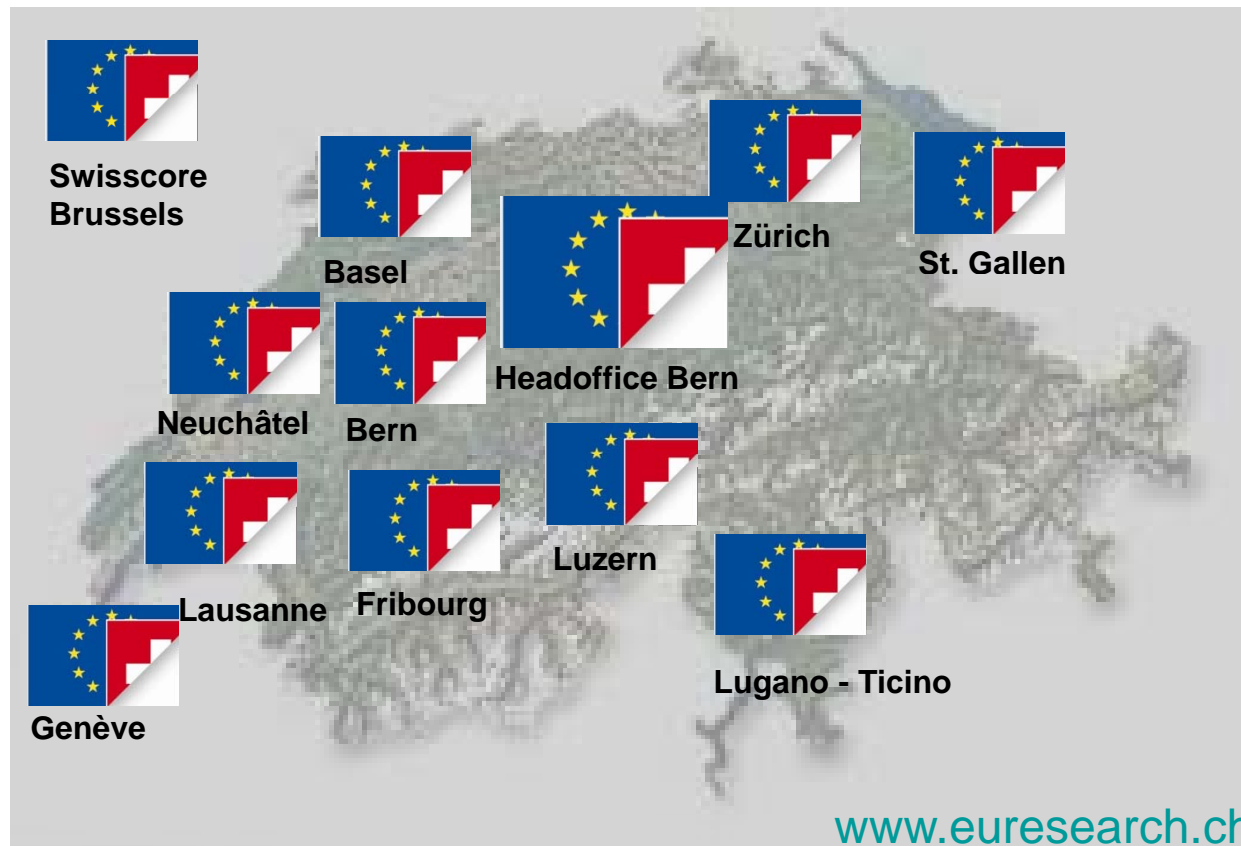 Swisscore
Brussels
Basel
Zürich
St. Gallen
Headoffice Bern
Neuchâtel
Bern
Luzern
Lausanne
Fribourg
Lugano - Ticino
Genève
www.euresearch.ch